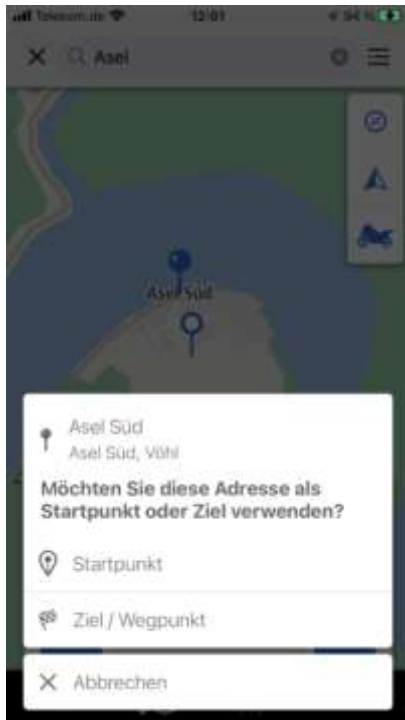 Telekom.de
12:01
94 %
Asel
Asel Süd
Asel Süd
Asel Süd, Vöhl
Möchten Sie diese Adresse als
Startpunkt oder Ziel verwenden?
Startpunkt
Ziel / Wegpunkt
Abbrechen